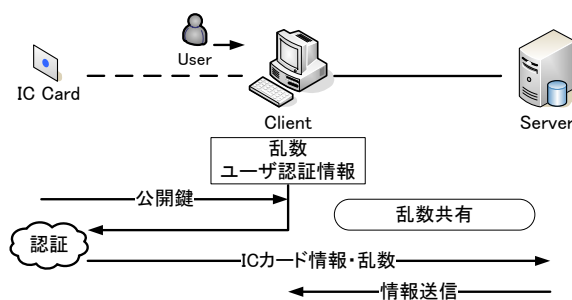 User
IC Card
Client
Server
乱数
ユーザ認証情報
公開鍵
乱数共有
認証
ICカード情報・乱数
情報送信